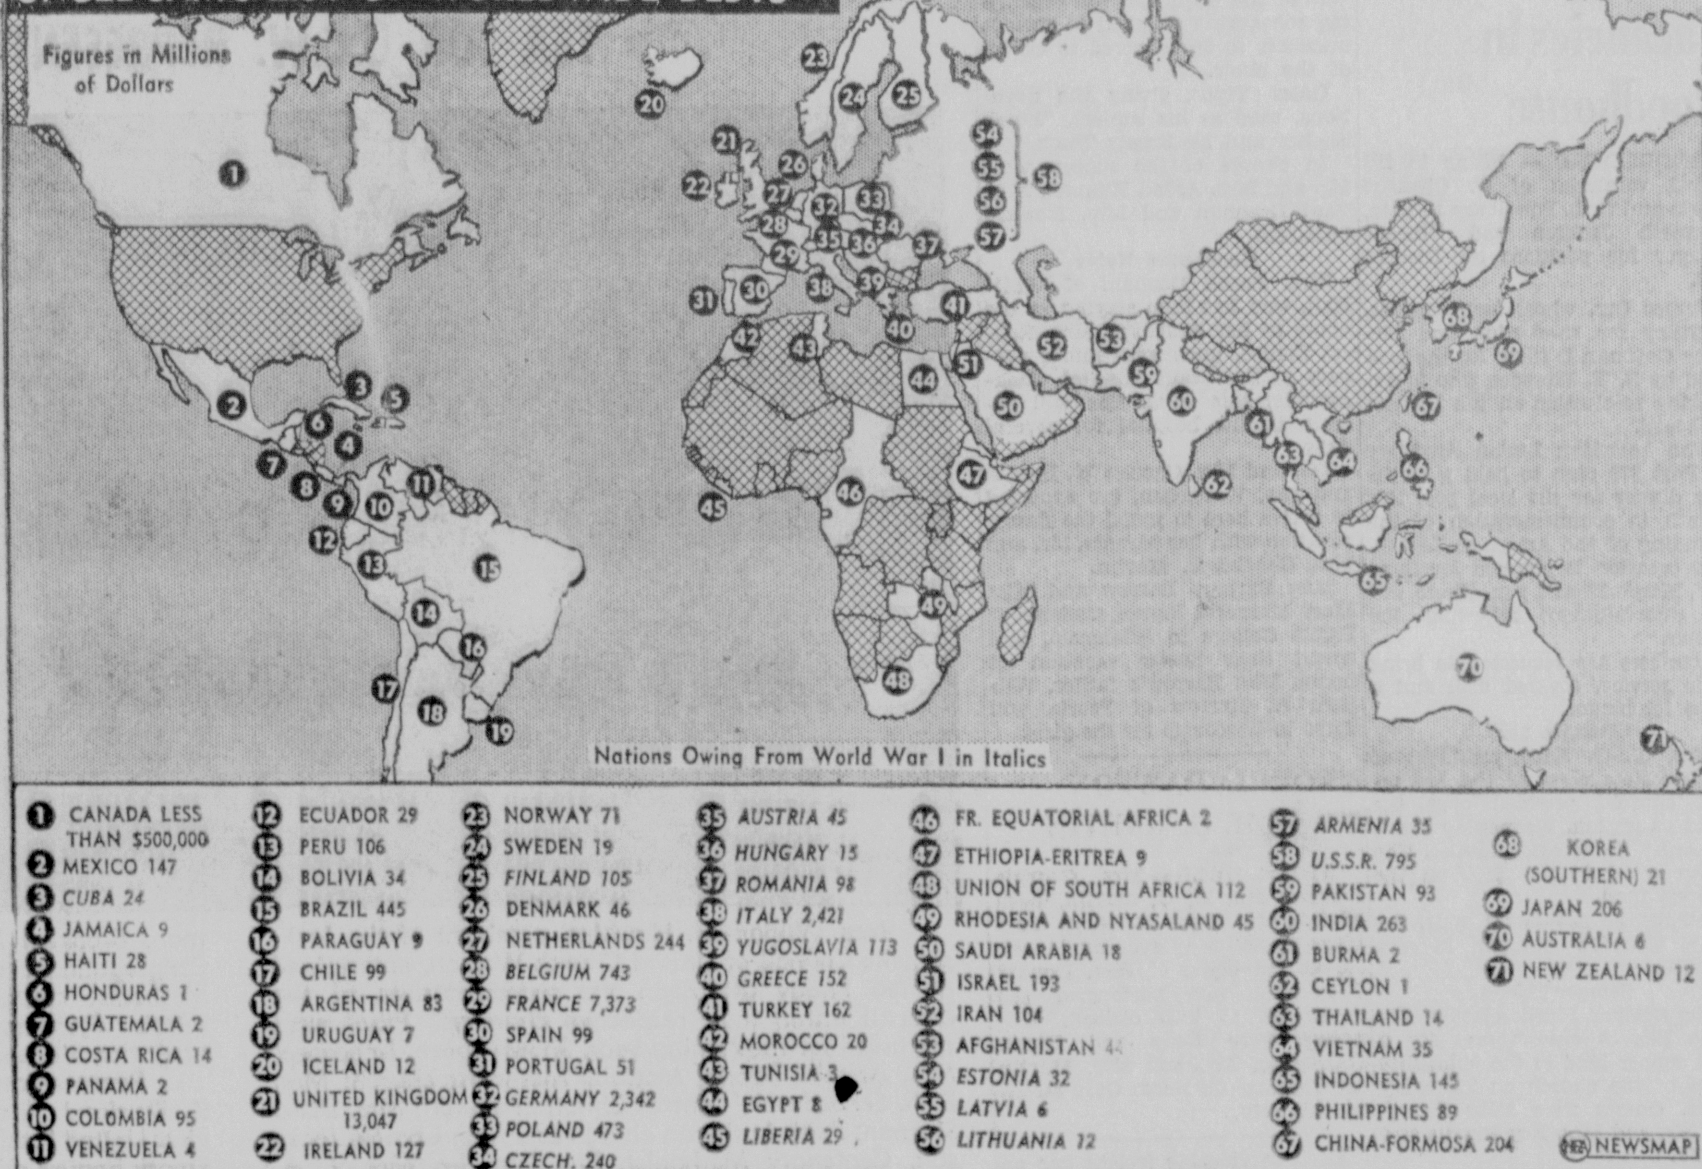 Figures in Millions
of Dollars
Nations Owing From World War I in Italics
1 CANADA LESS
THAN $500,000
2 MEXICO 147
3 CUBA 24
4 JAMAICA 9
5 HAITI 28
6 HONDURAS 1
7 GUATEMALA 2
8 COSTA RICA 14
9 PANAMA 2
10 COLOMBIA 95
11 VENEZUELA 4
12 ECUADOR 29
13 PERU 106
14 BOLIVIA 34
15 BRAZIL 445
16 PARAGUAY 9
17 CHILE 99
18 ARGENTINA 83
19 URUGUAY 7
20 ICELAND 12
21 UNITED KINGDOM
13,047
22 IRELAND 127
23 NORWAY 71
24 SWEDEN 19
25 FINLAND 105
26 DENMARK 46
27 NETHERLANDS 244
28 BELGIUM 743
29 FRANCE 7,373
30 SPAIN 99
31 PORTUGAL 51
32 GERMANY 2,342
33 POLAND 473
34 CZECH. 240
35 AUSTRIA 45
36 HUNGARY 15
37 ROMANIA 98
38 ITALY 2,421
39 YUGOSLAVIA 113
40 GREECE 152
41 TURKEY 162
42 MOROCCO 20
43 TUNISIA 3
44 EGYPT 8
45 LIBERIA 29
46 FR. EQUATORIAL AFRICA 2
47 ETHIOPIA-ERITREA 9
48 UNION OF SOUTH AFRICA 112
49 RHODESIA AND NYASALAND 45
50 SAUDI ARABIA 18
51 ISRAEL 193
52 IRAN 104
53 AFGHANISTAN
54 ESTONIA 32
55 LATVIA 6
56 LITHUANIA 12
57 ARMENIA 35
58 U.S.S.R. 795
59 PAKISTAN 93
60 INDIA 263
61 BURMA 2
62 CEYLON 1
63 THAILAND 14
64 VIETNAM 35
65 INDONESIA 145
66 PHILIPPINES 89
67 CHINA-FORMOSA 204
68 KOREA
(SOUTHERN) 21
69 JAPAN 206
70 AUSTRALIA 6
71 NEW ZEALAND 12
NEA NEWSMAP